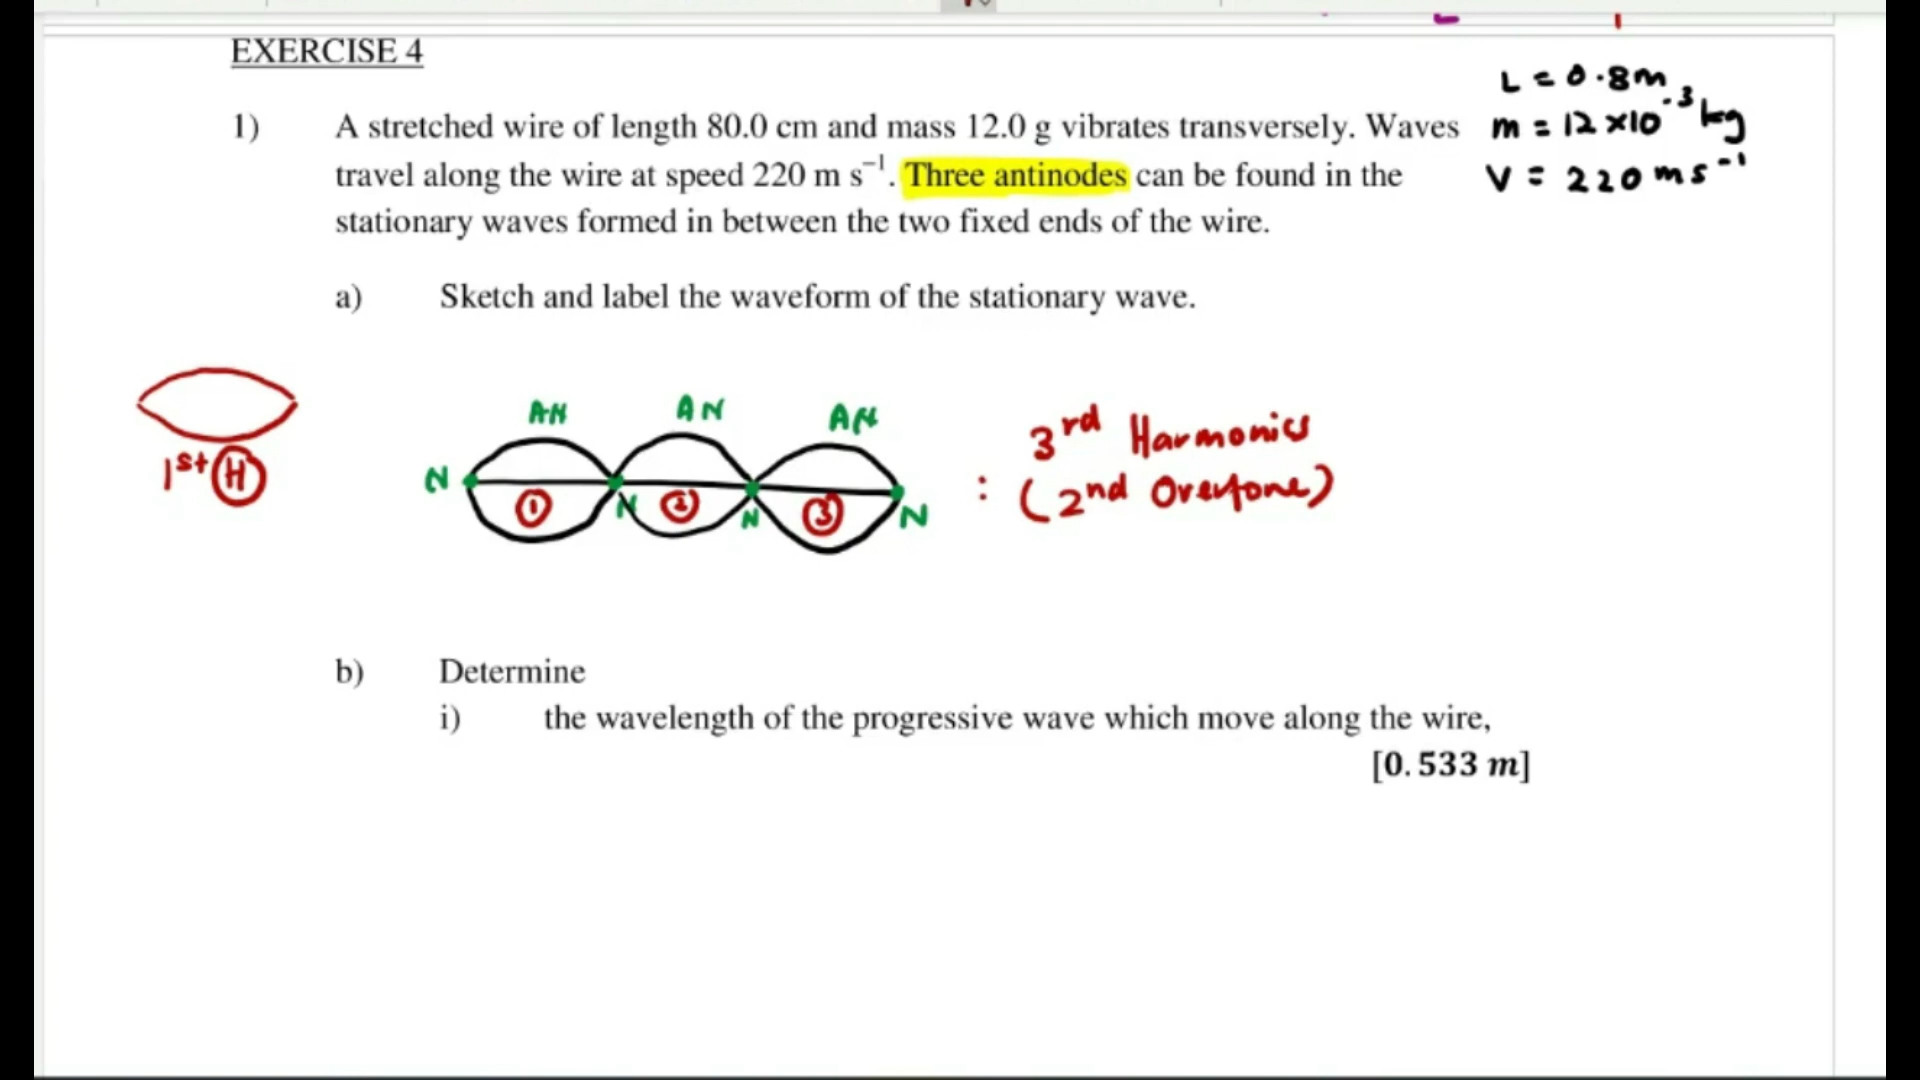 EXERCISE 4
L = 0.8m
1) A stretched wire of length 80.0 cm and mass 12.0 g vibrates transversely. Waves m = 12 × 10⁻³ kg
travel along the wire at speed 220 m s⁻¹. Three antinodes can be found in the v = 220 ms⁻¹
stationary waves formed in between the two fixed ends of the wire.
a) Sketch and label the waveform of the stationary wave.
AN AN AN
3rd Harmonics
1st H
N N N N
1 2 3
: (2nd Overtone)
b) Determine
i) the wavelength of the progressive wave which move along the wire,
[0.533 m]